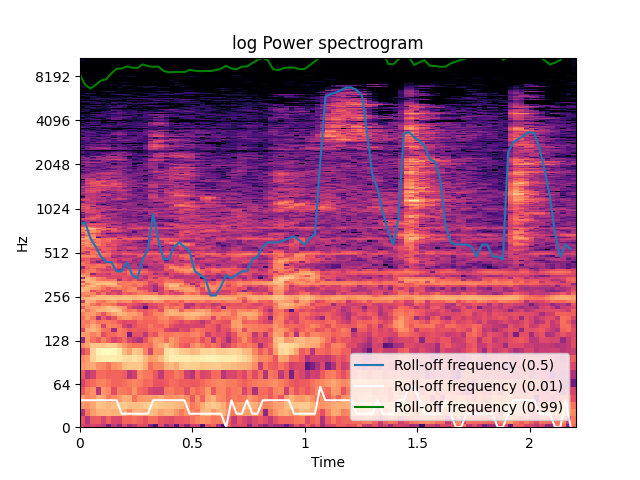 log Power spectrogram
Hz
8192
4096
2048
1024
512
256
128
64
0
Roll-off frequency (0.5)
Roll-off frequency (0.01)
Roll-off frequency (0.99)
0 0.5 1 1.5 2
Time